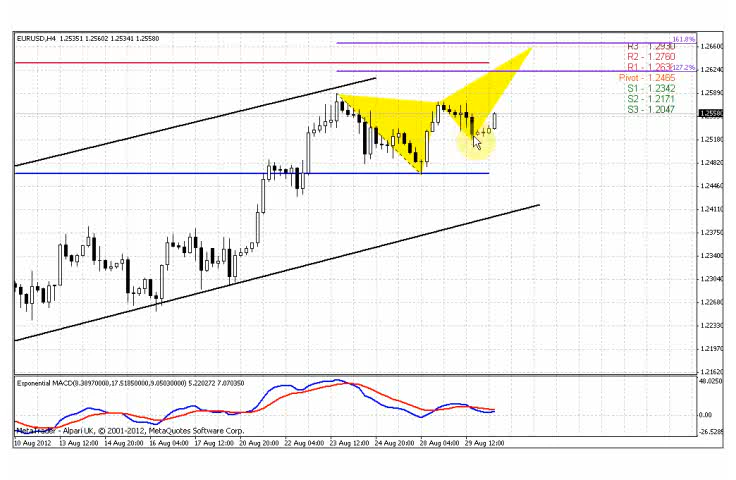 EURUSD,H4 1.25351 1.25602 1.25341 1.25580
161.8%
R3 - 1.2930
R2 - 1.2760
R1 - 1.2636
127.2%
Pivot - 1.2465
S1 - 1.2342
S2 - 1.2171
S3 - 1.2047
1.26600
1.26240
1.25890
1.25580
1.25180
1.24820
1.24460
1.24110
1.23750
1.23400
1.23040
1.22680
1.22330
1.21970
1.21620
Exponential MACD(8.38970000,17.51850000,9.05030000) 5.220272 7.070350
48.0250
0.00
-26.5285
MetaTrader - Alpari UK, © 2001-2012, MetaQuotes Software Corp.
10 Aug 2012 13 Aug 12:00 14 Aug 20:00 16 Aug 04:00 17 Aug 12:00 20 Aug 20:00 22 Aug 04:00 23 Aug 12:00 24 Aug 20:00 28 Aug 04:00 29 Aug 12:00